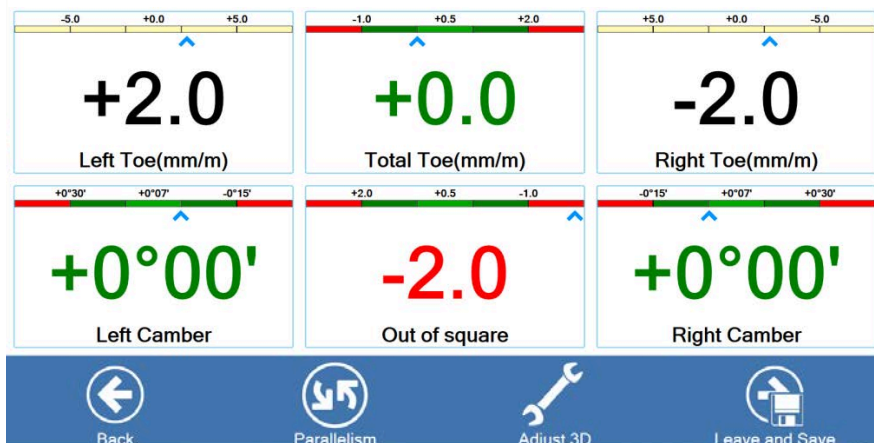 -5.0 +0.0 +5.0
+2.0
Left Toe(mm/m)
-1.0 +0.5 +2.0
+0.0
Total Toe(mm/m)
+5.0 +0.0 -5.0
-2.0
Right Toe(mm/m)
+0°30' +0°07' -0°15'
+0°00'
Left Camber
+2.0 +0.5 -1.0
-2.0
Out of square
-0°15' +0°07' +0°30'
+0°00'
Right Camber
Back
Parallelism
Adjust 3D
Leave and Save